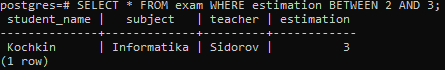 postgres=# SELECT * FROM exam WHERE estimation BETWEEN 2 AND 3;
 student_name |   subject   | teacher | estimation
--------------+-------------+---------+------------
 Kochkin      | Informatika | Sidorov |          3
(1 row)